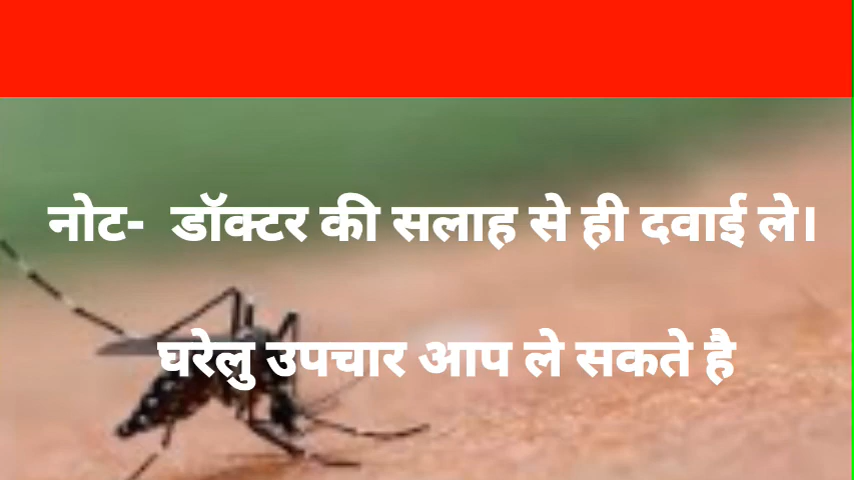 नोट- डॉक्टर की सलाह से ही दवाई ले।
घरेलु उपचार आप ले सकते है